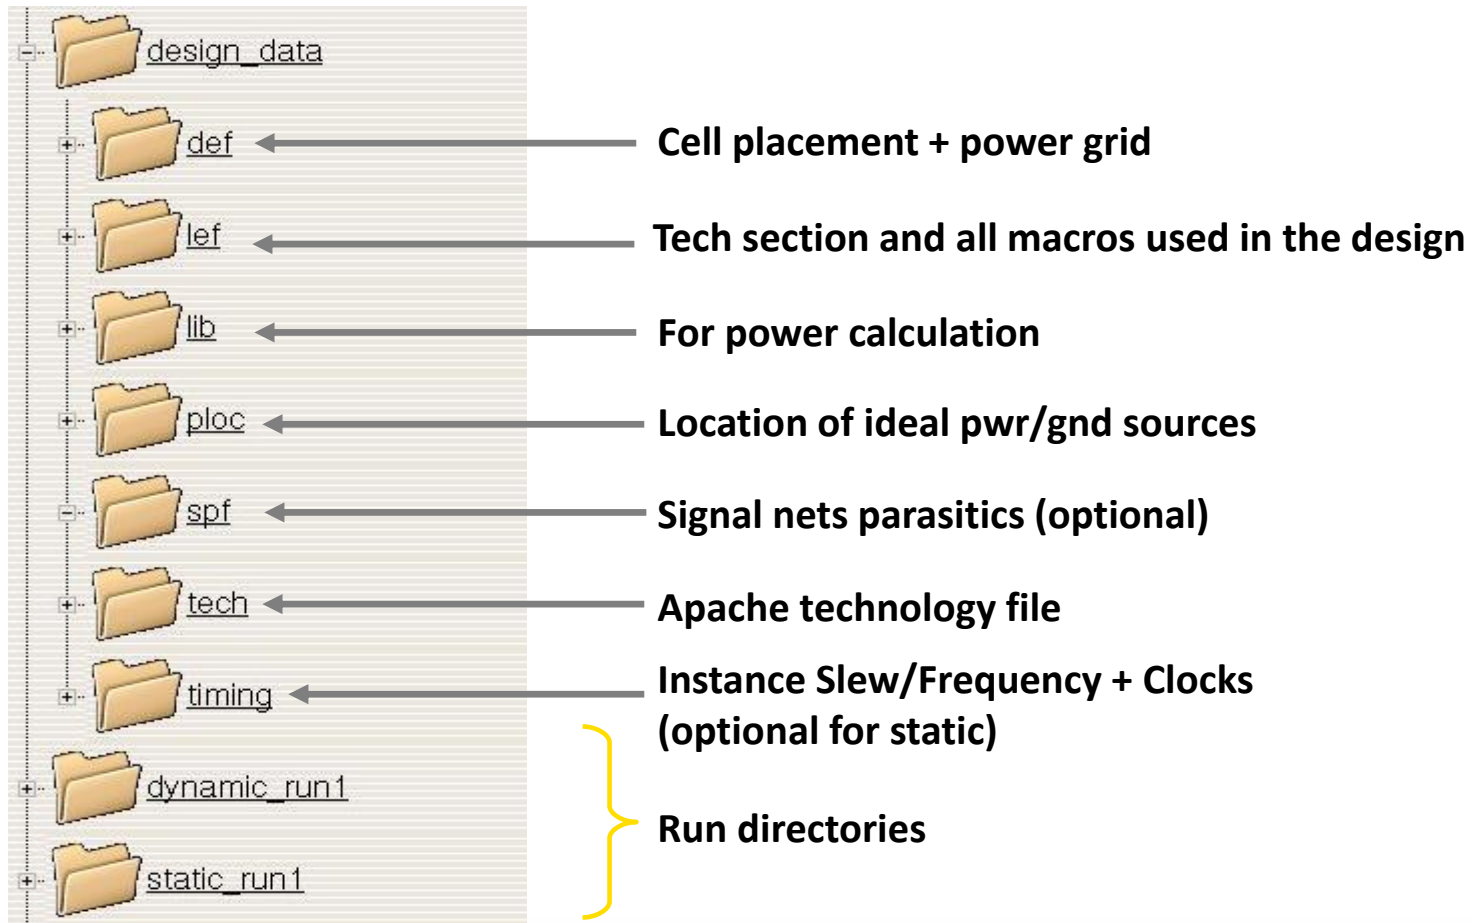 design_data
def
Cell placement + power grid
lef
Tech section and all macros used in the design
lib
For power calculation
ploc
Location of ideal pwr/gnd sources
spf
Signal nets parasitics (optional)
tech
Apache technology file
timing
Instance Slew/Frequency + Clocks
(optional for static)
dynamic_run1
Run directories
static_run1